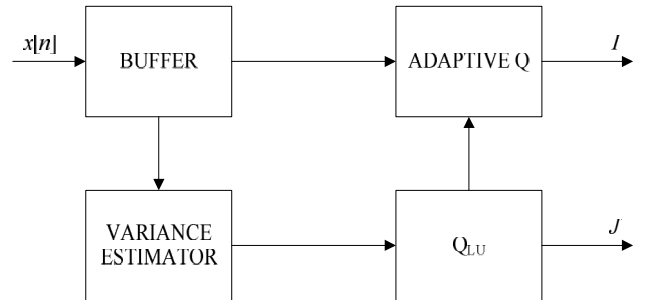 x[n]
BUFFER
ADAPTIVE Q
I
VARIANCE
ESTIMATOR
Q_LU
J